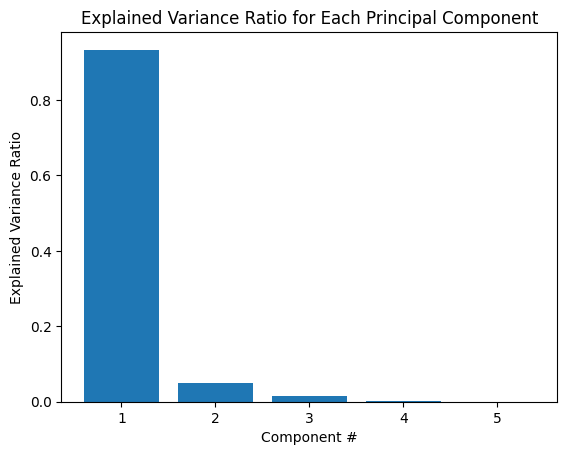 Explained Variance Ratio for Each Principal Component
Explained Variance Ratio
0.8
0.6
0.4
0.2
0.0
1 2 3 4 5
Component #